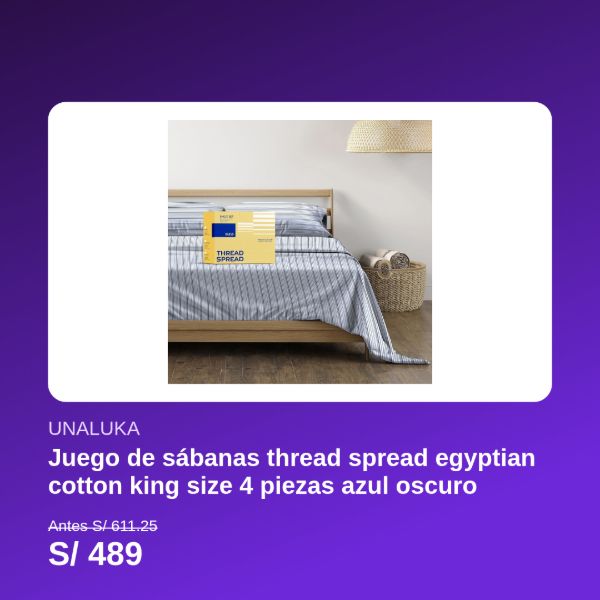 THREAD
SPREAD
UNALUKA
Juego de sábanas thread spread egyptian
cotton king size 4 piezas azul oscuro
Antes S/ 611.25
S/ 489